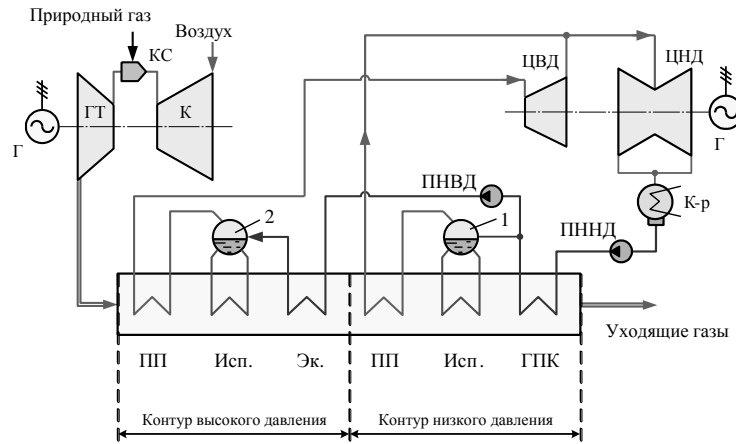 Природный газ
Воздух
КС
ЦВД
ЦНД
ГТ
К
Г
Г
ПНВД
К-р
2
1
ПННД
Уходящие газы
ПП
Исп.
Эк.
ПП
Исп.
ГПК
Контур высокого давления
Контур низкого давления